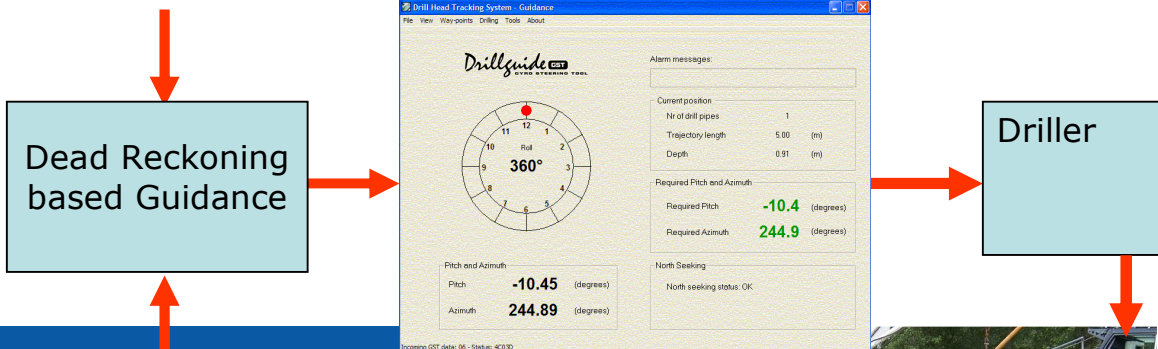 Drill Head Tracking System - Guidance
File View Way-points Drilling Tools About
Drillguide GST
GYRO STEERING TOOL
Alarm messages:
Dead Reckoning
based Guidance
12
1
2
3
4
5
6
7
8
9
10
11
Roll
360°
Current position
Nr of drill pipes 1
Trajectory length 5.00 (m)
Depth 0.91 (m)
Required Pitch and Azimuth
Required Pitch -10.4 (degrees)
Required Azimuth 244.9 (degrees)
Driller
Pitch and Azimuth
Pitch -10.45 (degrees)
Azimuth 244.89 (degrees)
North Seeking
North seeking status: OK
Incoming GST data: 06 - Status: 4C03D